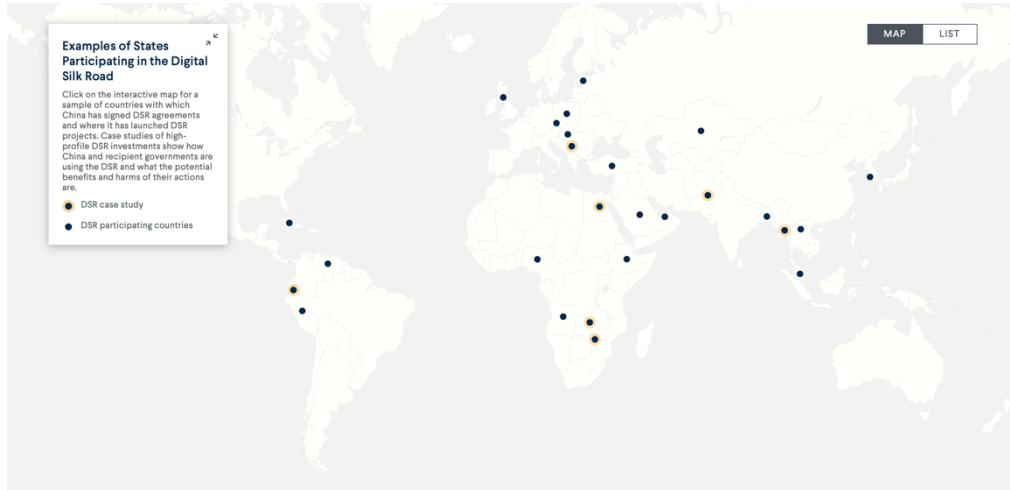 Examples of States
Participating in the Digital
Silk Road
Click on the interactive map for a
sample of countries with which
China has signed DSR agreements
and where it has launched DSR
projects. Case studies of high-
profile DSR investments show how
China and recipient governments are
using the DSR and what the potential
benefits and harms of their actions
are.
DSR case study
DSR participating countries
MAP LIST